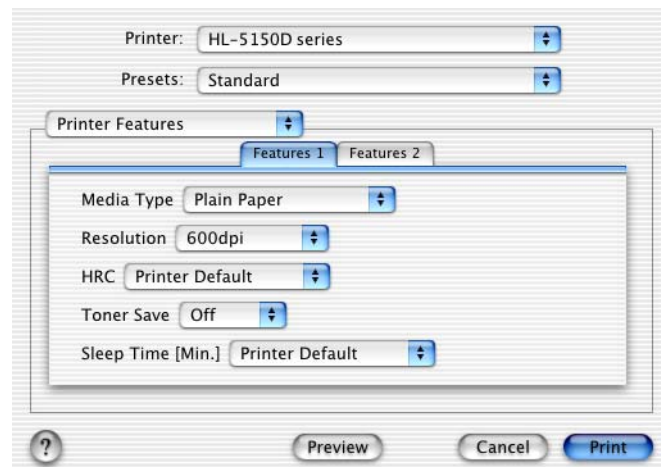 Printer: HL-5150D series
Presets: Standard
Printer Features
Features 1 Features 2
Media Type Plain Paper
Resolution 600dpi
HRC Printer Default
Toner Save Off
Sleep Time [Min.] Printer Default
? Preview Cancel Print